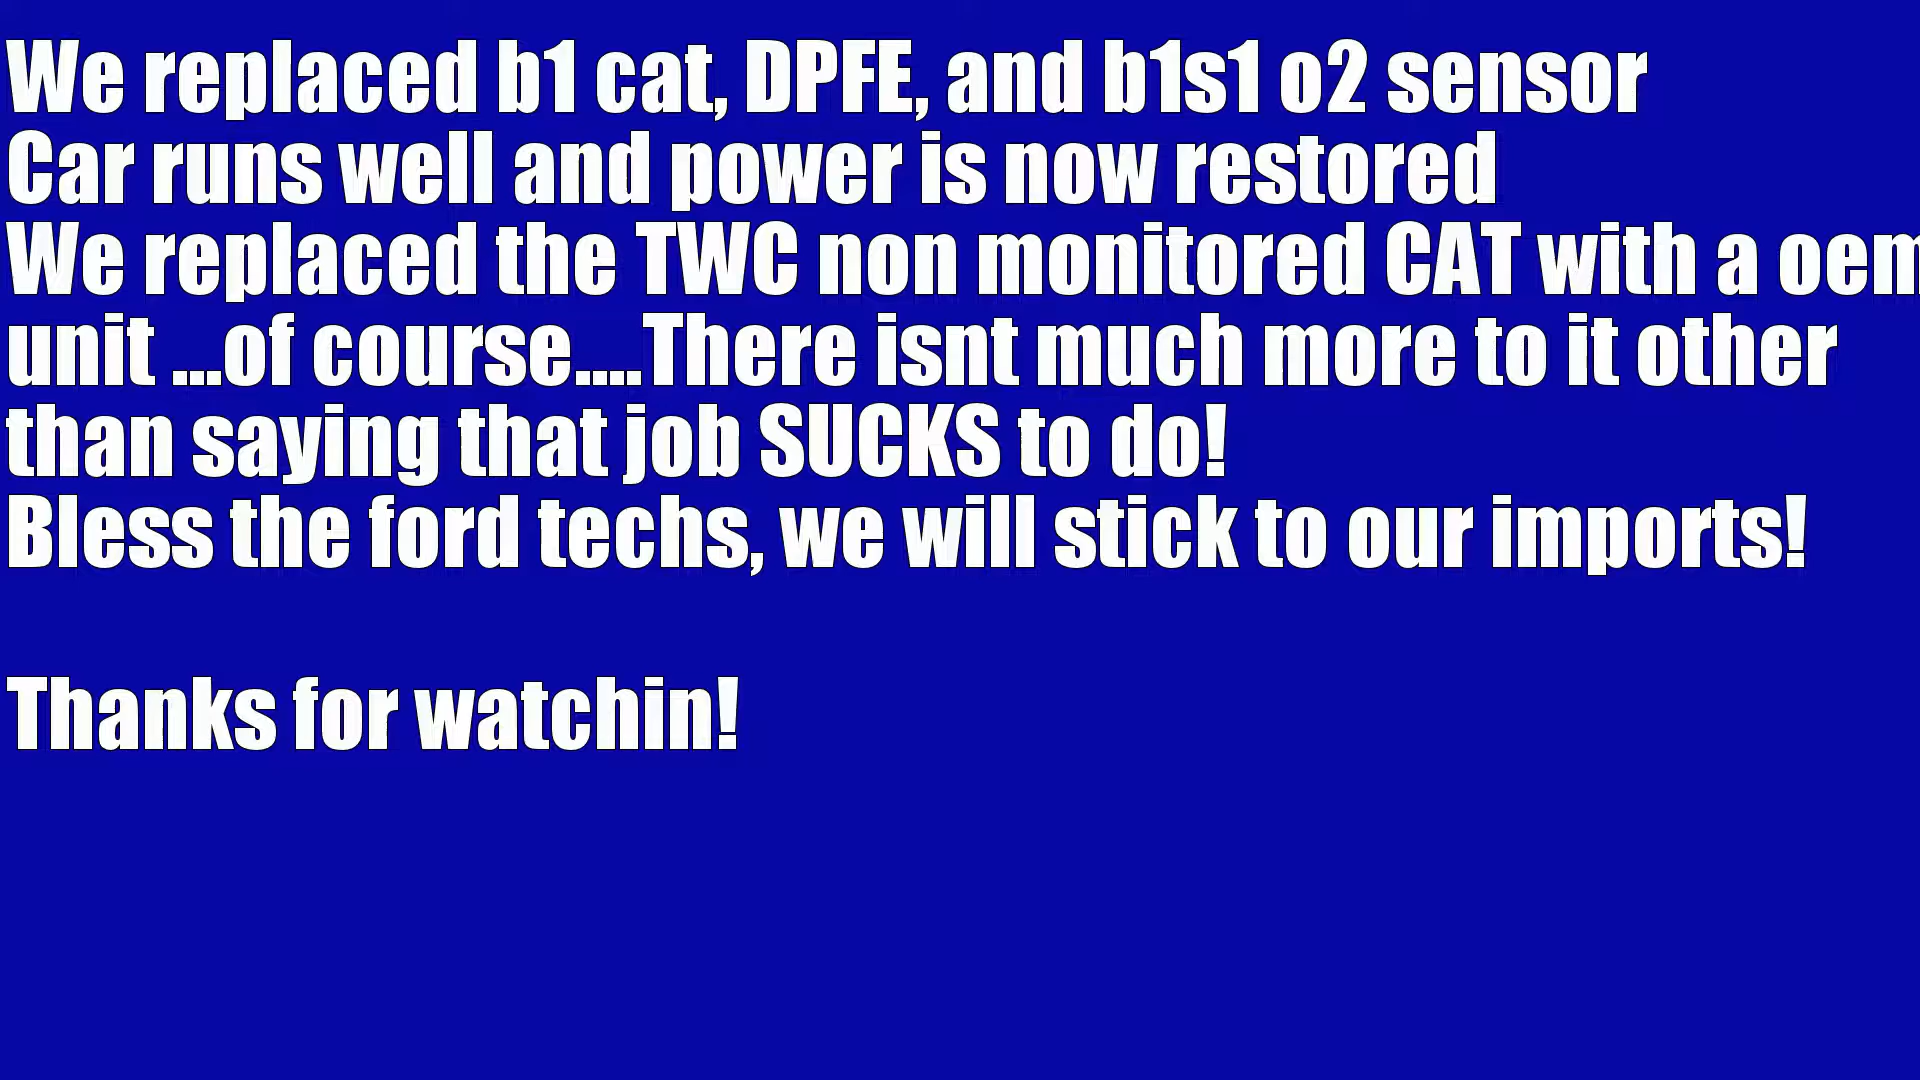 We replaced b1 cat, DPFE, and b1s1 o2 sensor
Car runs well and power is now restored
We replaced the TWC non monitored CAT with a oem
unit ...of course....There isnt much more to it other
than saying that job SUCKS to do!
Bless the ford techs, we will stick to our imports!
Thanks for watchin!